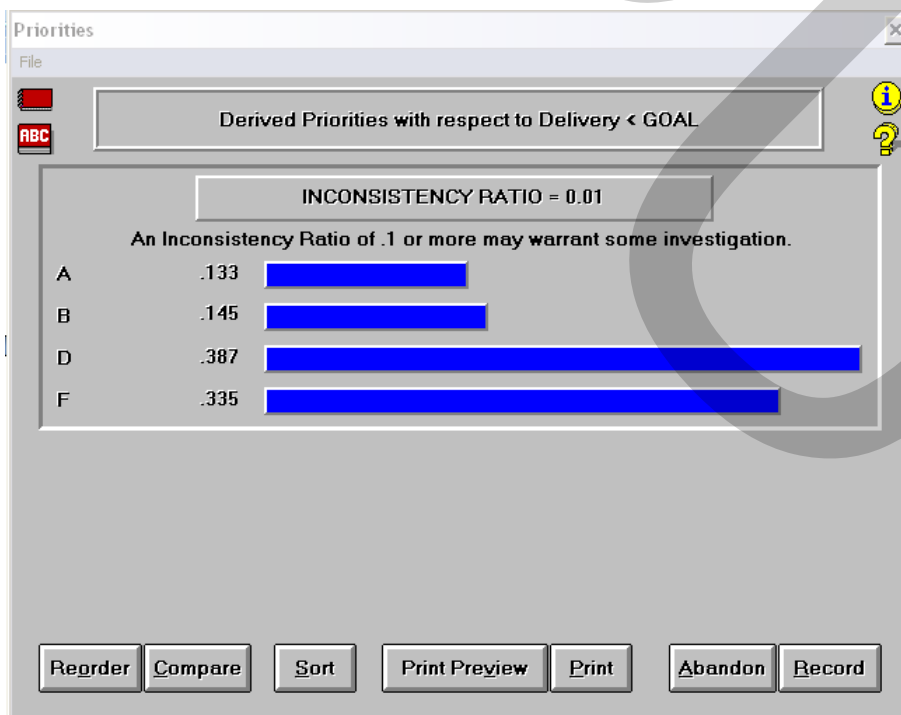 Priorities
File
ABC
Derived Priorities with respect to Delivery < GOAL
i
?
INCONSISTENCY RATIO = 0.01
An Inconsistency Ratio of .1 or more may warrant some investigation.
A .133
B .145
D .387
F .335
Reorder Compare Sort Print Preview Print Abandon Record